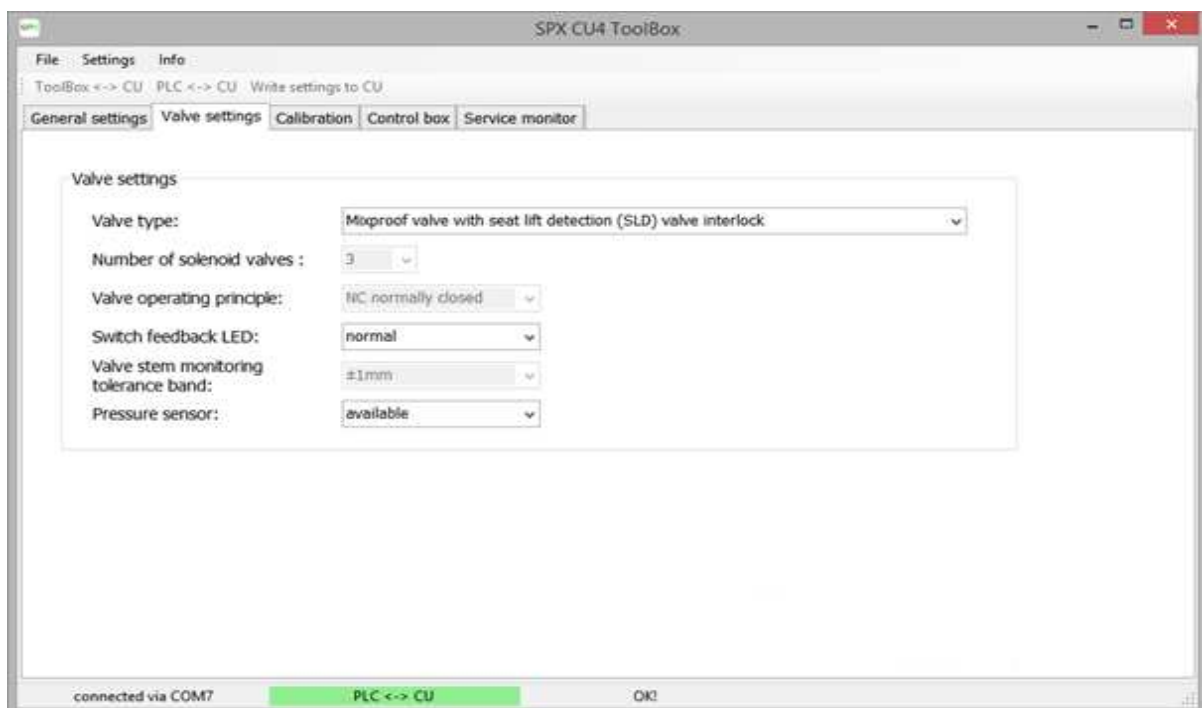 SPX CU4 ToolBox
File Settings Info
ToolBox <-> CU PLC <-> CU Write settings to CU
General settings Valve settings Calibration Control box Service monitor
Valve settings
Valve type: Mixproof valve with seat lift detection (SLD) valve interlock
Number of solenoid valves : 3
Valve operating principle: NC normally closed
Switch feedback LED: normal
Valve stem monitoring
tolerance band: ±1mm
Pressure sensor: available
connected via COM7 PLC <-> CU OK!